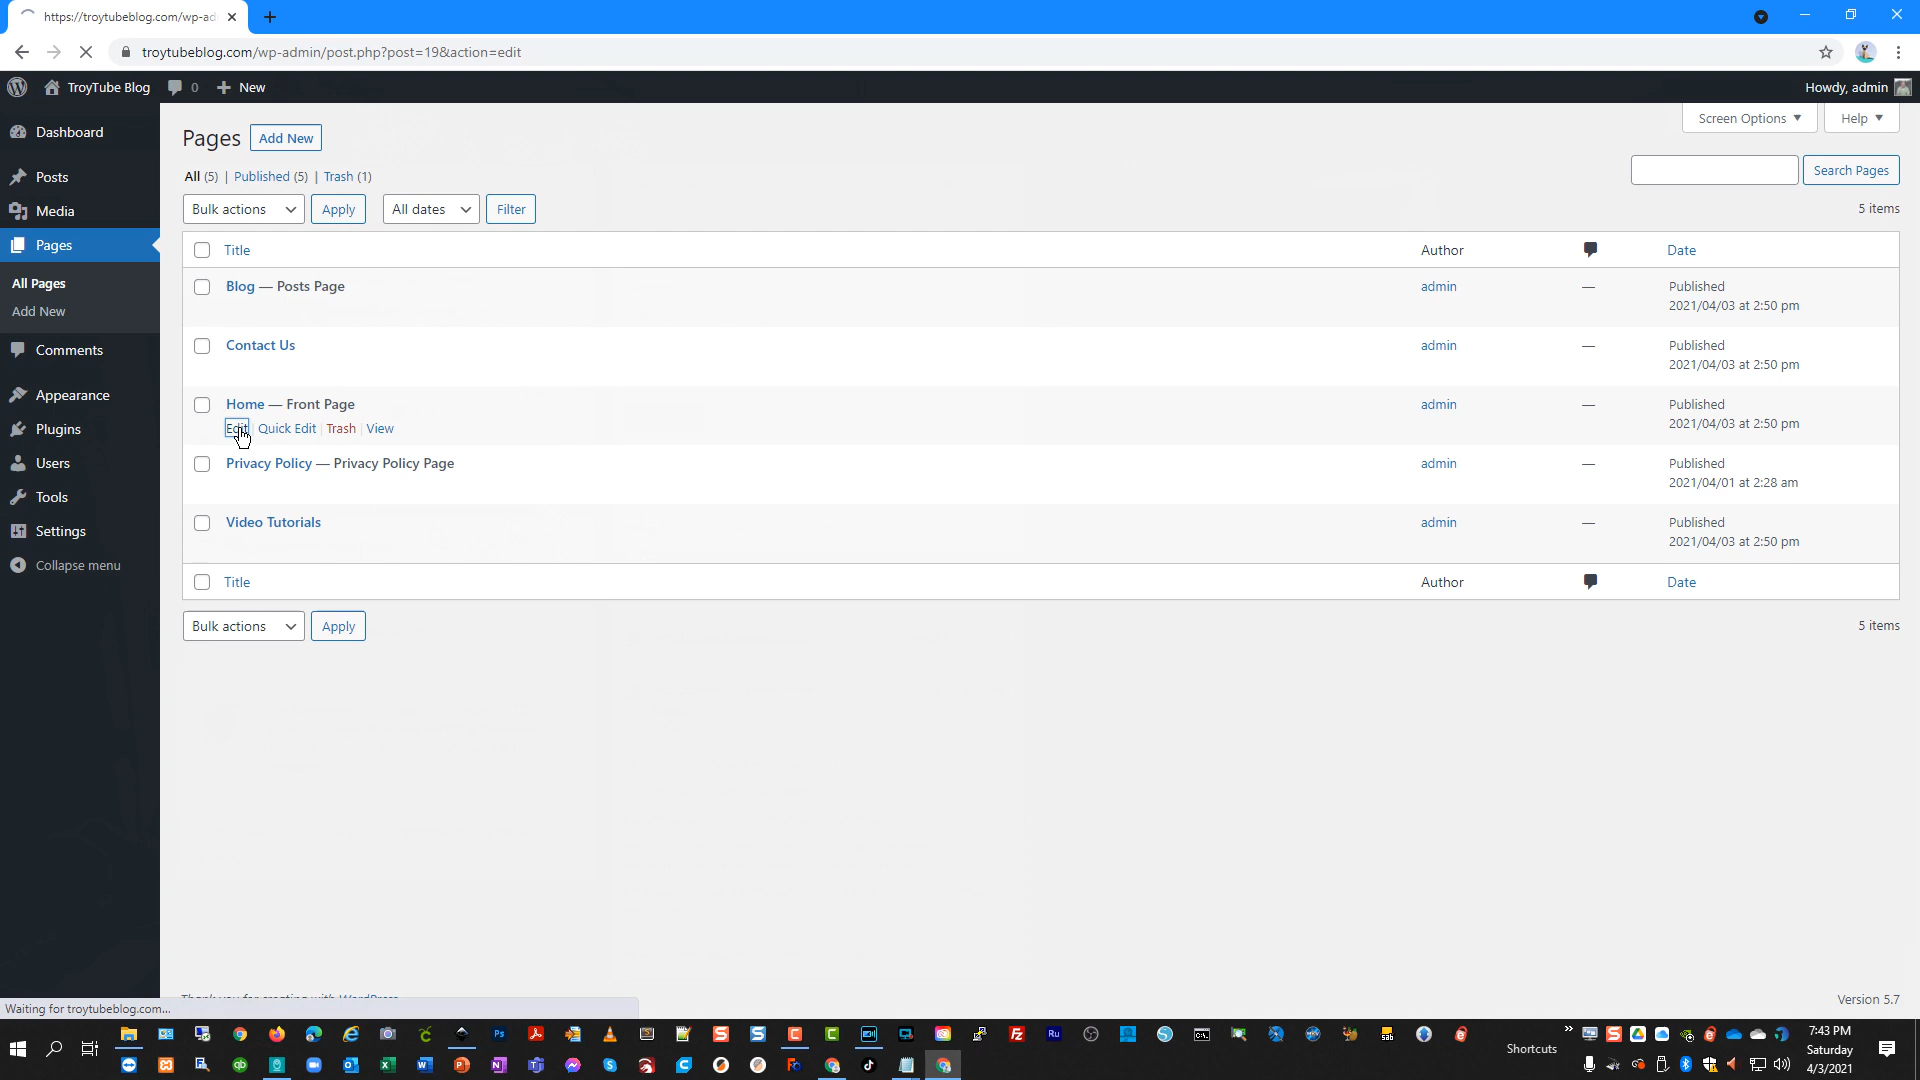 https://troytubeblog.com/wp-ad
troytubeblog.com/wp-admin/post.php?post=19&action=edit
TroyTube Blog
0
New
Howdy, admin
Dashboard
Posts
Media
Pages
All Pages
Add New
Comments
Appearance
Plugins
Users
Tools
Settings
Collapse menu
Screen Options
Help
Pages
Add New
All (5) | Published (5) | Trash (1)
Search Pages
Bulk actions
Apply
All dates
Filter
5 items
Title
Author
Date
Blog — Posts Page
admin
—
Published
2021/04/03 at 2:50 pm
Contact Us
admin
—
Published
2021/04/03 at 2:50 pm
Home — Front Page
Edit | Quick Edit | Trash | View
admin
—
Published
2021/04/03 at 2:50 pm
Privacy Policy — Privacy Policy Page
admin
—
Published
2021/04/01 at 2:28 am
Video Tutorials
admin
—
Published
2021/04/03 at 2:50 pm
Title
Author
Date
Bulk actions
Apply
5 items
Thank you for creating with WordPress
Version 5.7
Waiting for troytubeblog.com...
Shortcuts
7:43 PM
Saturday
4/3/2021